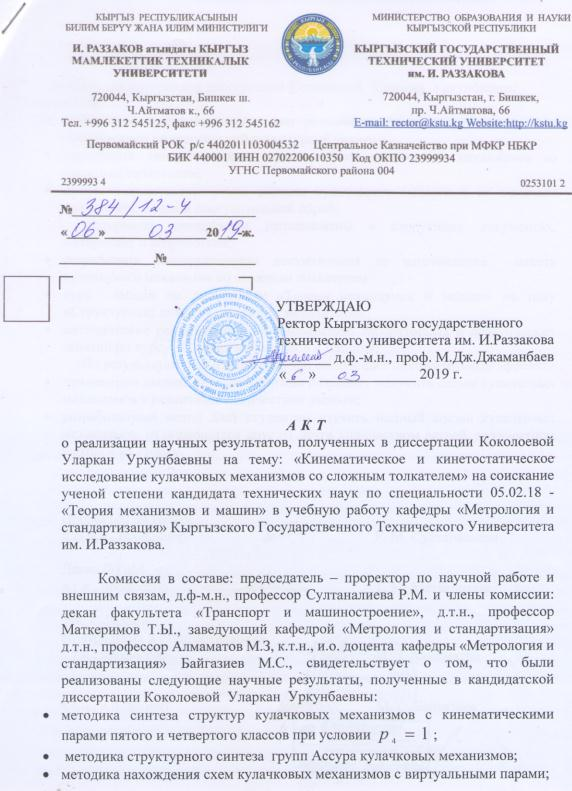 КЫРГЫЗ РЕСПУБЛИКАСЫНЫН
БИЛИМ БЕРҮҮ ЖАНА ИЛИМ МИНИСТРЛИГИ
И. РАЗЗАКОВ атындагы КЫРГЫЗ
МАМЛЕКЕТТИК ТЕХНИКАЛЫК
УНИВЕРСИТЕТИ
720044, Кыргызстан, Бишкек ш.
Ч.Айтматов к., 66
Тел. +996 312 545125, факс +996 312 545162
МИНИСТЕРСТВО ОБРАЗОВАНИЯ И НАУКИ
КЫРГЫЗСКОЙ РЕСПУБЛИКИ
КЫРГЫЗСКИЙ ГОСУДАРСТВЕННЫЙ
ТЕХНИЧЕСКИЙ УНИВЕРСИТЕТ
им. И. РАЗЗАКОВА
720044, Кыргызстан, г. Бишкек,
пр. Ч.Айтматова, 66
E-mail: rector@kstu.kg Website:http://kstu.kg
Первомайский РОК р/с 4402011103004532 Центральное Казначейство при МФКР НБКР
БИК 440001 ИНН 02702200610350 Код ОКПО 23999934
УГНС Первомайского района 004
2399993 4 0253101 2
№ 384/12-4
«06» 03 2019-ж.
№
УТВЕРЖДАЮ
Ректор Кыргызского государственного
технического университета им. И.Раззакова
д.ф.-м.н., проф. М.Дж.Джаманбаев
«6» 03 2019 г.
А К Т
о реализации научных результатов, полученных в диссертации Коколоевой
Уларкан Уркунбаевны на тему: «Кинематическое и кинетостатическое
исследование кулачковых механизмов со сложным толкателем» на соискание
ученой степени кандидата технических наук по специальности 05.02.18 -
«Теория механизмов и машин» в учебную работу кафедры «Метрология и
стандартизация» Кыргызского Государственного Технического Университета
им. И.Раззакова.
Комиссия в составе: председатель – проректор по научной работе и
внешним связам, д.ф-м.н., профессор Султаналиева Р.М. и члены комиссии:
декан факультета «Транспорт и машиностроение», д.т.н., профессор
Маткеримов Т.Ы., заведующий кафедрой «Метрология и стандартизация»
д.т.н., профессор Алмаматов М.З, к.т.н., и.о. доцента кафедры «Метрология и
стандартизация» Байгазиев М.С., свидетельствует о том, что были
реализованы следующие научные результаты, полученные в кандидатской
диссертации Коколоевой Уларкан Уркунбаевны:
• методика синтеза структур кулачковых механизмов с кинематическими
парами пятого и четвертого классов при условии p₄ = 1 ;
• методика структурного синтеза групп Ассура кулачковых механизмов;
• методика нахождения схем кулачковых механизмов с виртуальными парами;